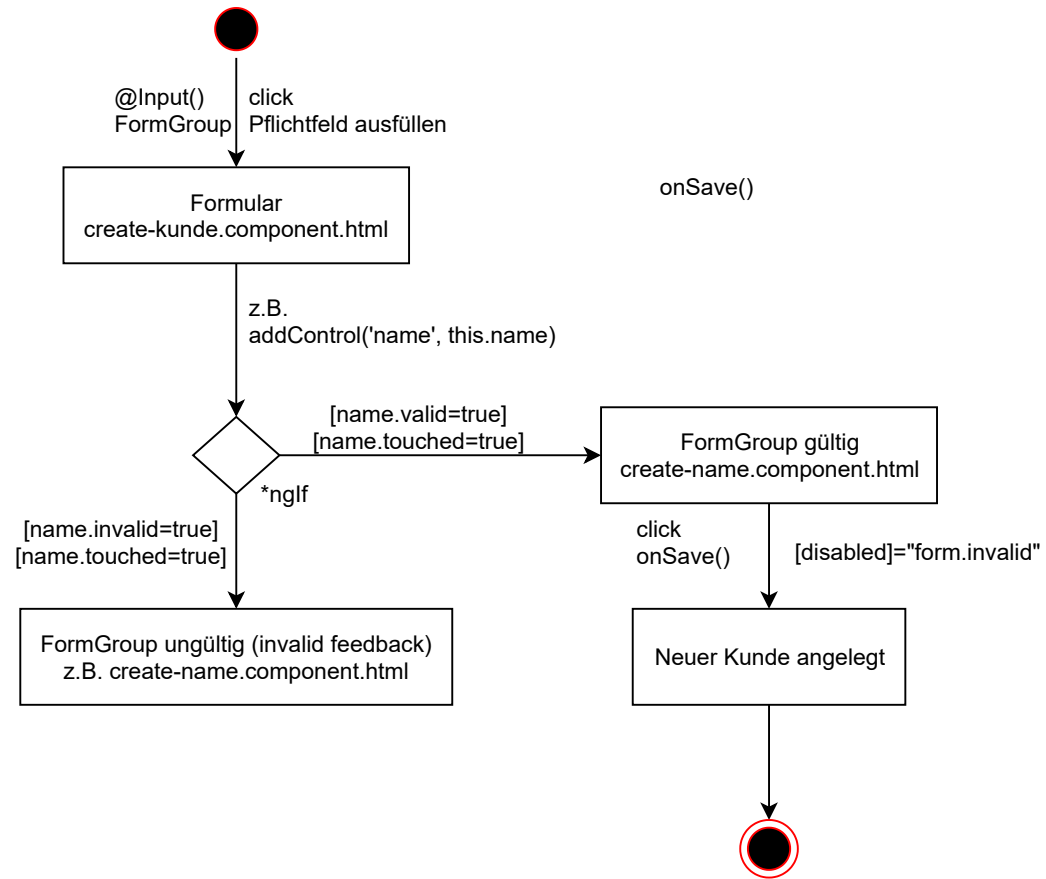 @Input()
FormGroup
click
Pflichtfeld ausfüllen
Formular
create-kunde.component.html
onSave()
z.B.
addControl('name', this.name)
[name.valid=true]
[name.touched=true]
*ngIf
FormGroup gültig
create-name.component.html
[name.invalid=true]
[name.touched=true]
click
onSave()
[disabled]="form.invalid"
FormGroup ungültig (invalid feedback)
z.B. create-name.component.html
Neuer Kunde angelegt